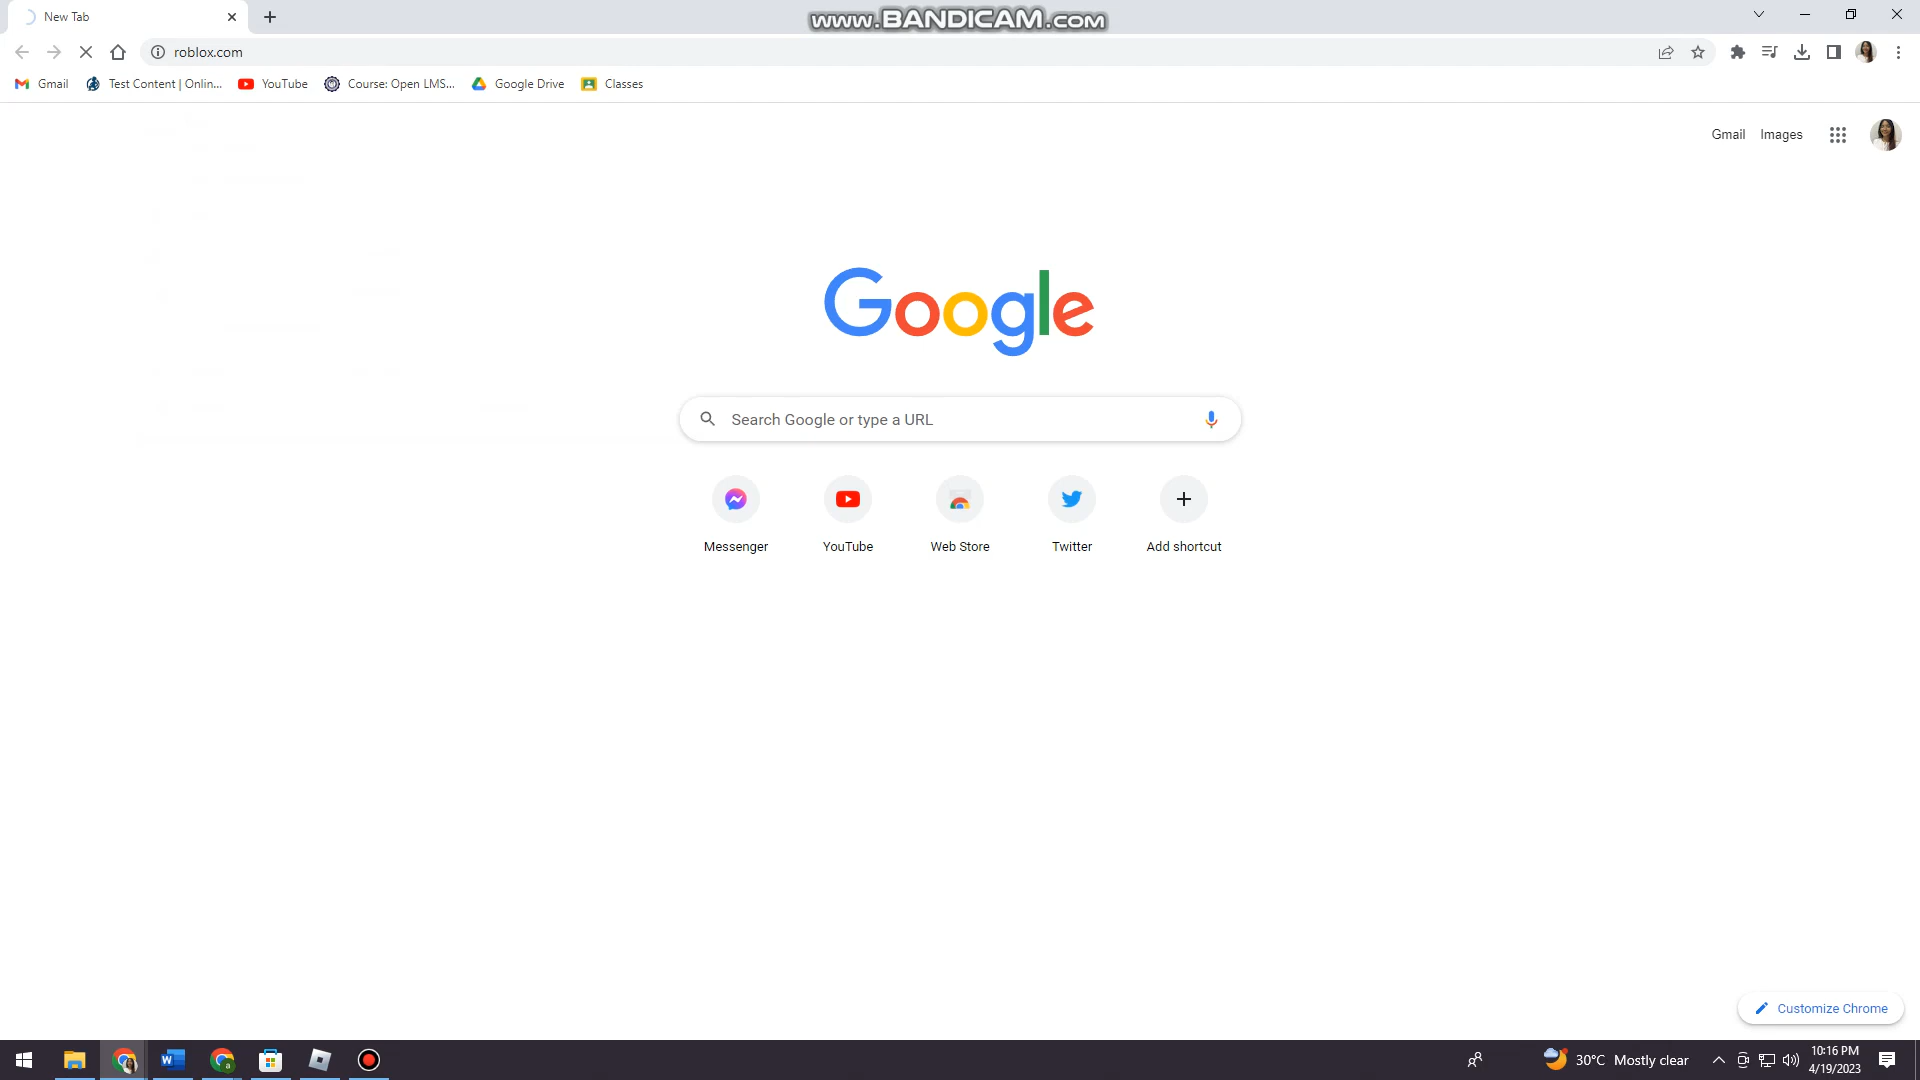 New Tab
www.BANDICAM.com
roblox.com
Gmail
Test Content | Onlin...
YouTube
Course: Open LMS...
Google Drive
Classes
Gmail
Images
Google
Search Google or type a URL
Messenger
YouTube
Web Store
Twitter
Add shortcut
Customize Chrome
W
a
30°C Mostly clear
10:16 PM
4/19/2023